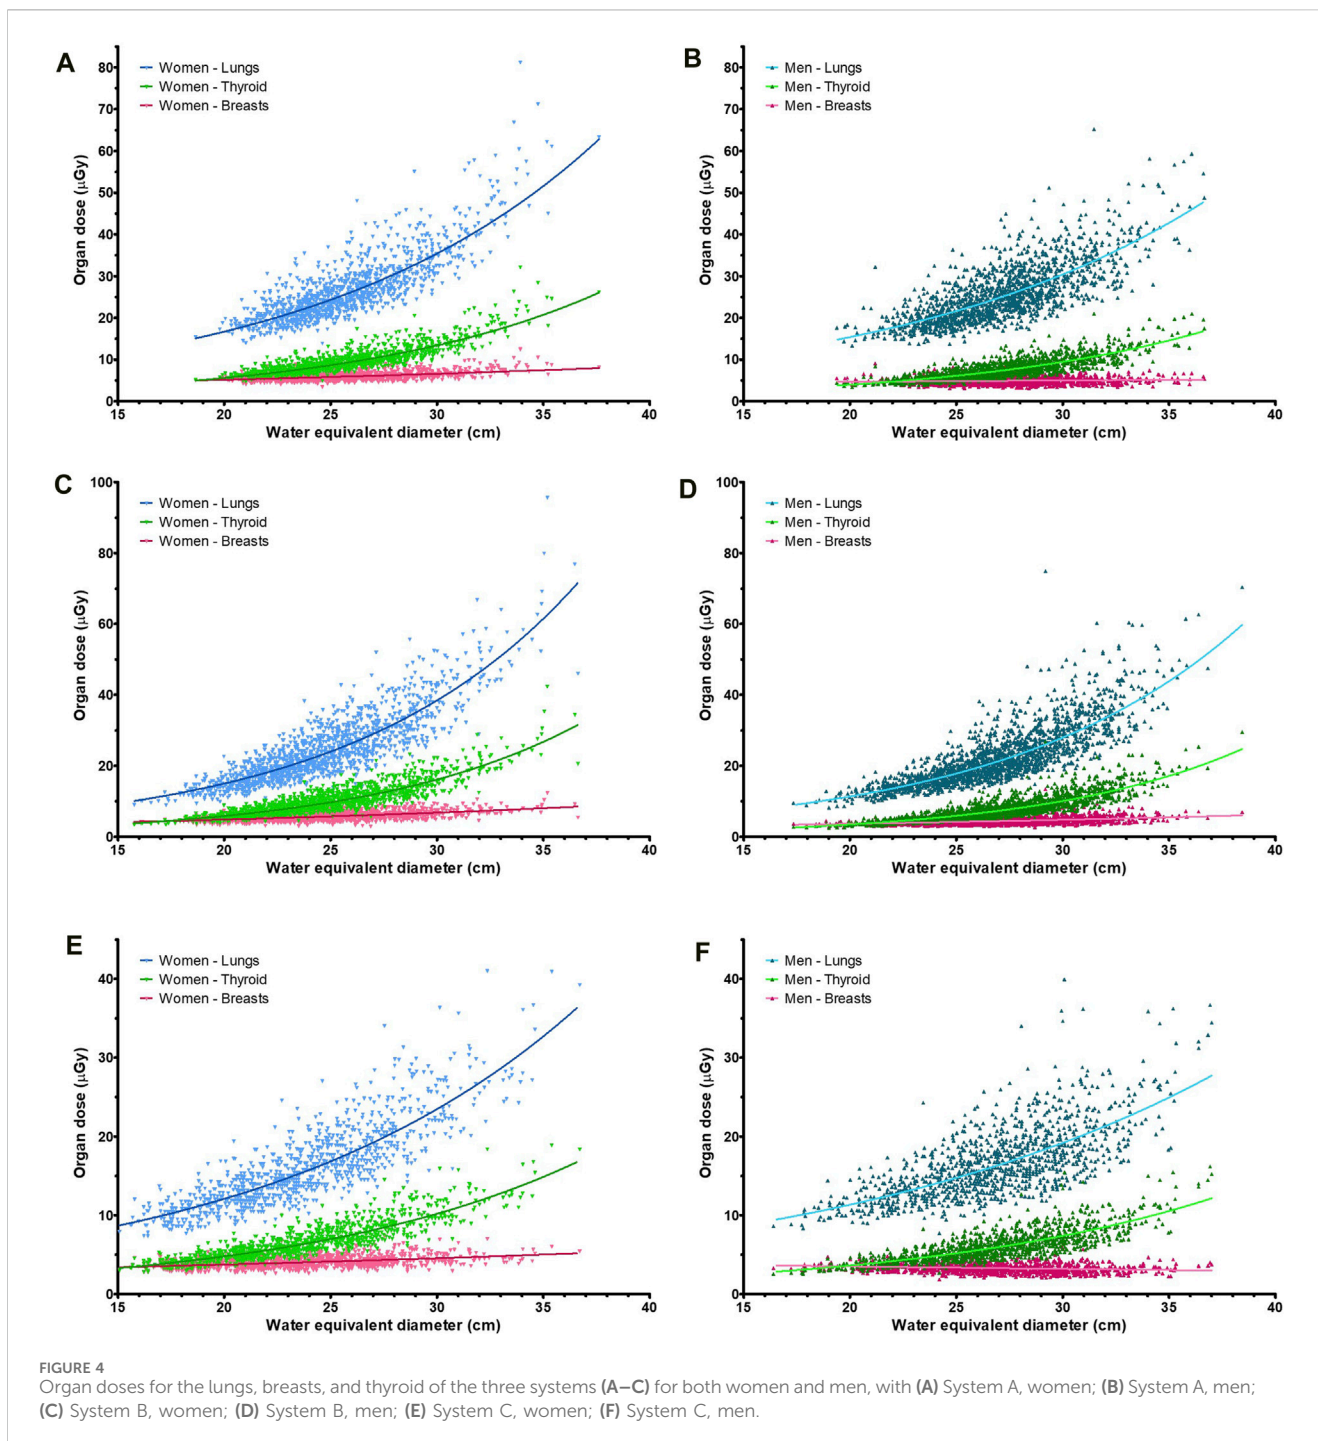 A
Women - Lungs
Women - Thyroid
Women - Breasts
Organ dose (µGy)
80
70
60
50
40
30
20
10
0
15 20 25 30 35 40
Water equivalent diameter (cm)
B
Men - Lungs
Men - Thyroid
Men - Breasts
Organ dose (µGy)
80
60
40
20
0
15 20 25 30 35 40
Water equivalent diameter (cm)
C
Women - Lungs
Women - Thyroid
Women - Breasts
Organ dose (µGy)
100
80
60
40
20
0
15 20 25 30 35 40
Water equivalent diameter (cm)
D
Men - Lungs
Men - Thyroid
Men - Breasts
Organ dose (µGy)
100
80
60
40
20
0
15 20 25 30 35 40
Water equivalent diameter (cm)
E
Women - Lungs
Women - Thyroid
Women - Breasts
Organ dose (µGy)
40
30
20
10
0
15 20 25 30 35 40
Water equivalent diameter (cm)
F
Men - Lungs
Men - Thyroid
Men - Breasts
Organ dose (µGy)
40
30
20
10
0
15 20 25 30 35 40
Water equivalent diameter (cm)
FIGURE 4
Organ doses for the lungs, breasts, and thyroid of the three systems (A–C) for both women and men, with (A) System A, women; (B) System A, men;
(C) System B, women; (D) System B, men; (E) System C, women; (F) System C, men.